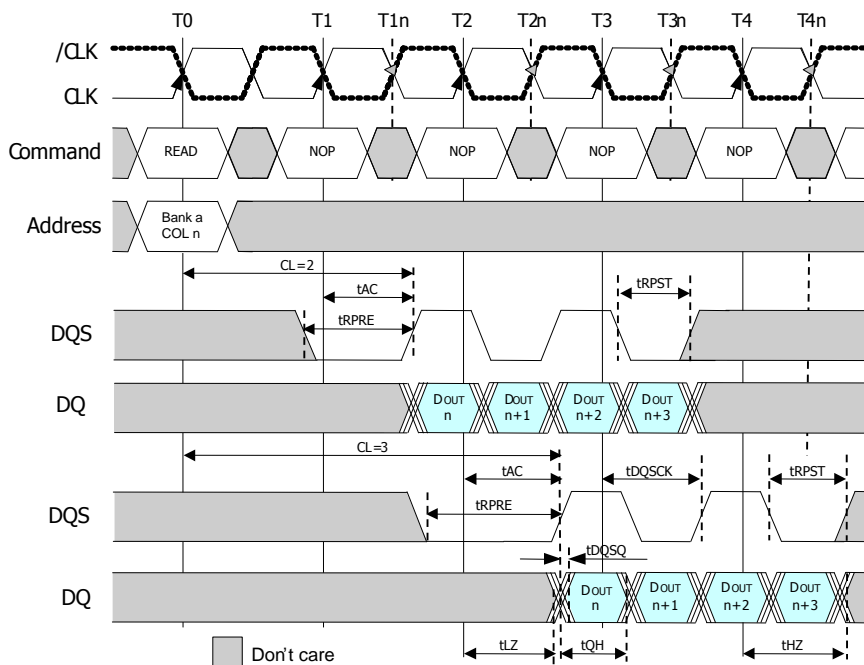 T0 T1 T1n T2 T2n T3 T3n T4 T4n
/CLK
CLK
Command READ NOP NOP NOP NOP
Address Bank a
COL n
CL=2
tAC
tRPST
tRPRE
DQS
DQ DOUT n DOUT n+1 DOUT n+2 DOUT n+3
CL=3
tAC tDQSCK tRPST
tRPRE
DQS
tDQSQ
DQ DOUT n DOUT n+1 DOUT n+2 DOUT n+3
tLZ tQH tHZ
Don't care